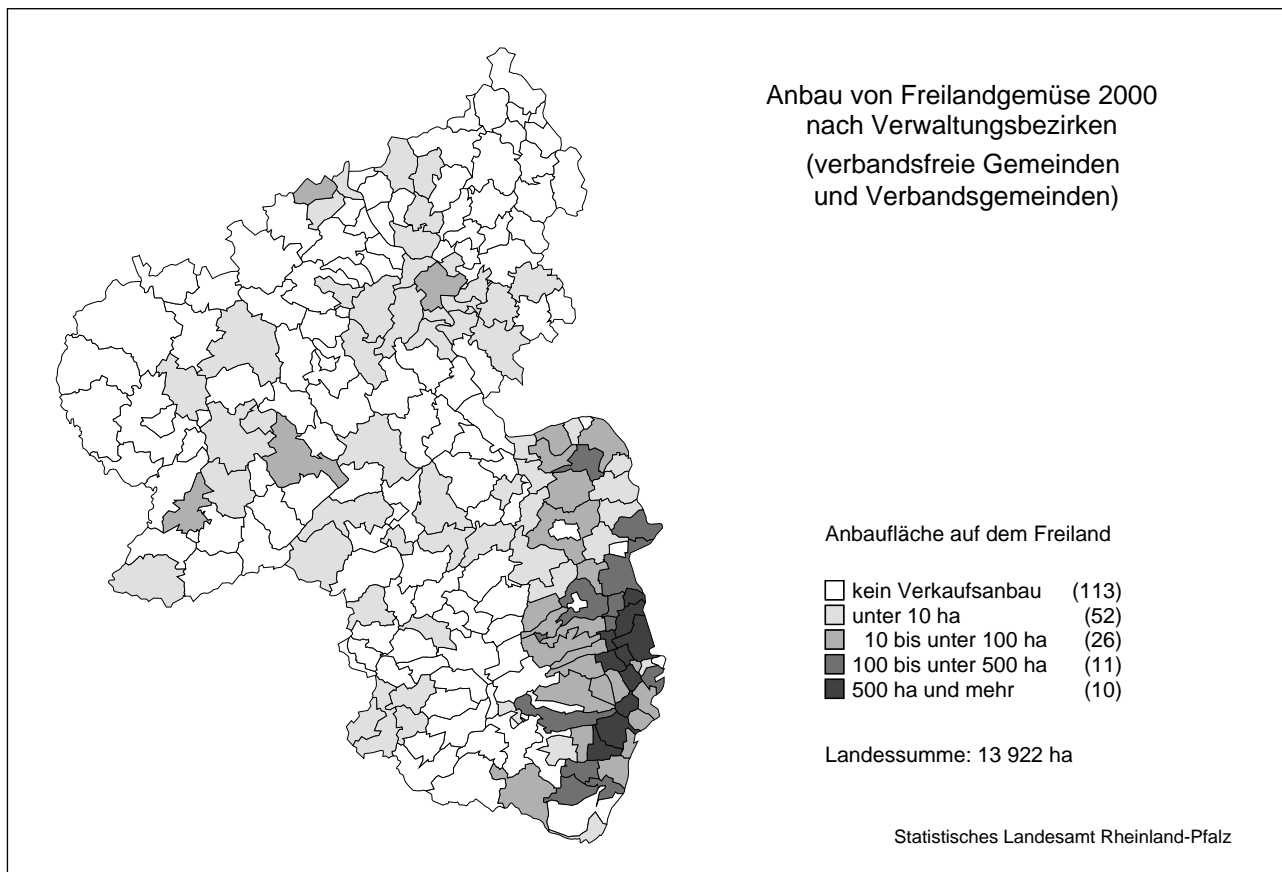 Anbau von Freilandgemüse 2000
nach Verwaltungsbezirken
(verbandsfreie Gemeinden
und Verbandsgemeinden)
Anbaufläche auf dem Freiland
kein Verkaufsanbau (113)
unter 10 ha (52)
10 bis unter 100 ha (26)
100 bis unter 500 ha (11)
500 ha und mehr (10)
Landessumme: 13 922 ha
Statistisches Landesamt Rheinland-Pfalz